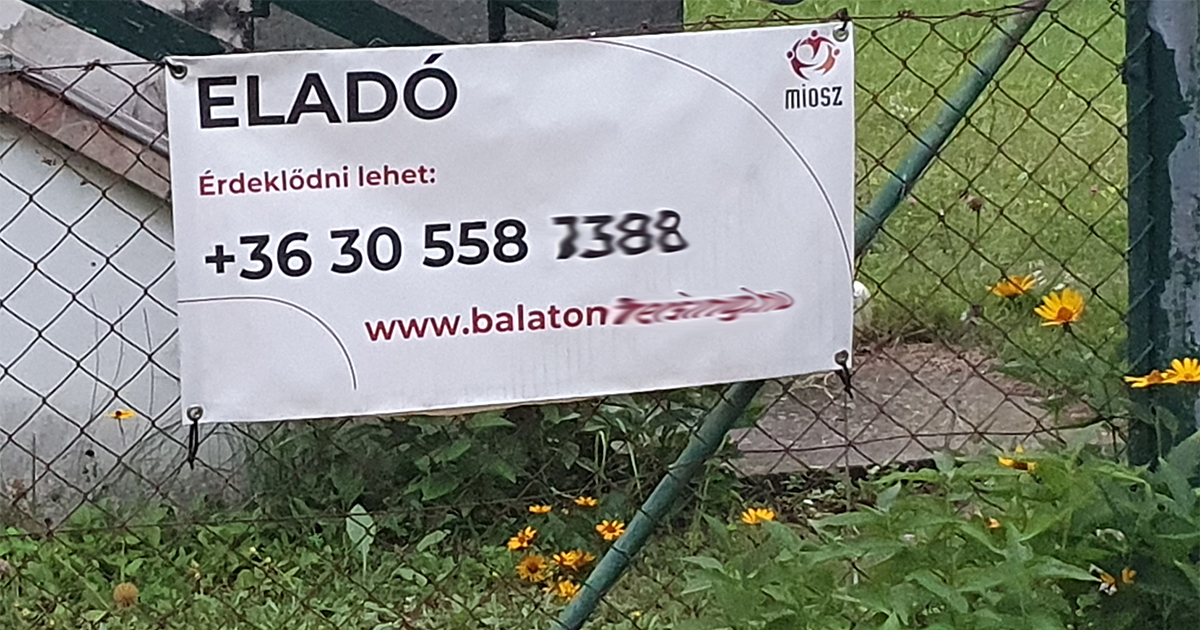 ELADÓ
miosz
Érdeklődni lehet:
+36 30 558
www.balaton